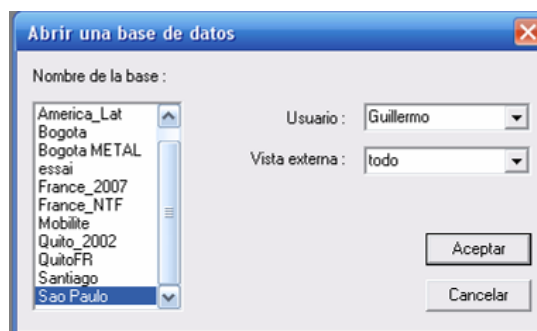 Abrir una base de datos
Nombre de la base :
America_Lat
Bogota
Bogota METAL
essai
France_2007
France_NTF
Mobilite
Quito_2002
QuitoFR
Santiago
Sao Paulo
Usuario :
Guillermo
Vista externa :
todo
Aceptar
Cancelar